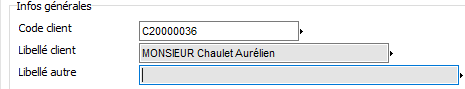 Infos générales
Code client C20000036
Libellé client MONSIEUR Chaulet Aurélien
Libellé autre